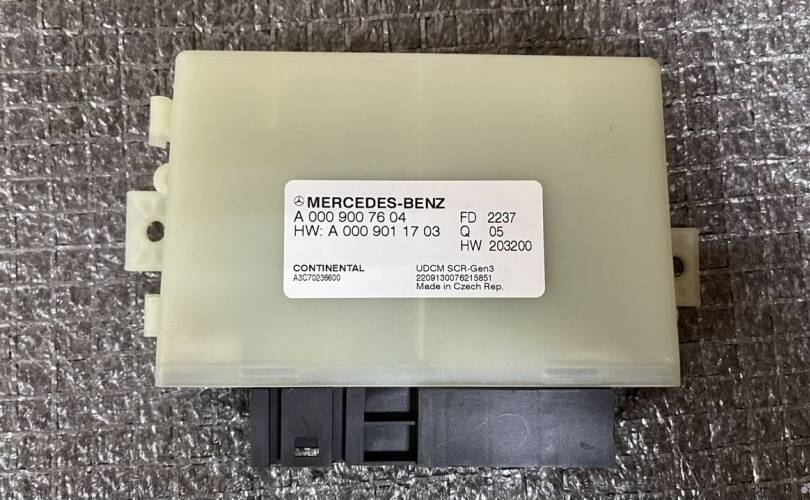 MERCEDES-BENZ
A 000 900 76 04 FD 2237
HW: A 000 901 17 03 Q 05
HW 203200
CONTINENTAL UDCM SCR-Gen3
A3C70236600 2209130076215851
Made in Czech Rep.